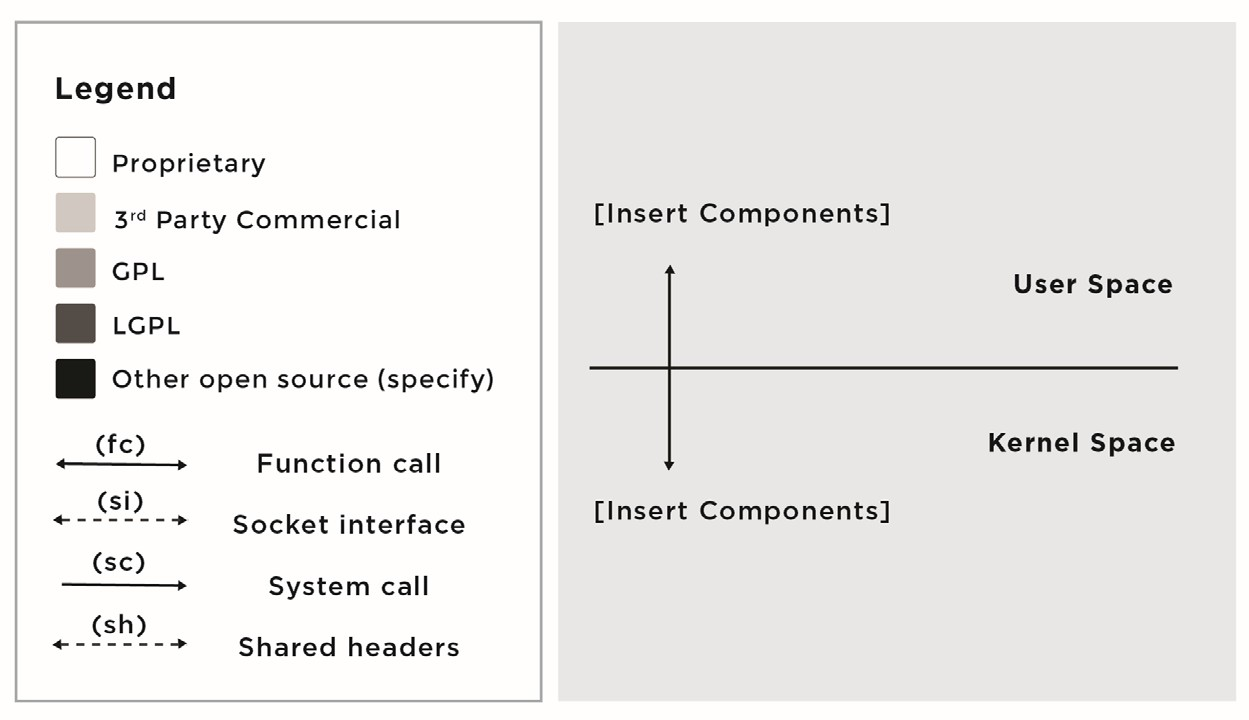 Legend
Proprietary
3rd Party Commercial
GPL
LGPL
Other open source (specify)
(fc)
Function call
(si)
Socket interface
(sc)
System call
(sh)
Shared headers
[Insert Components]
User Space
Kernel Space
[Insert Components]